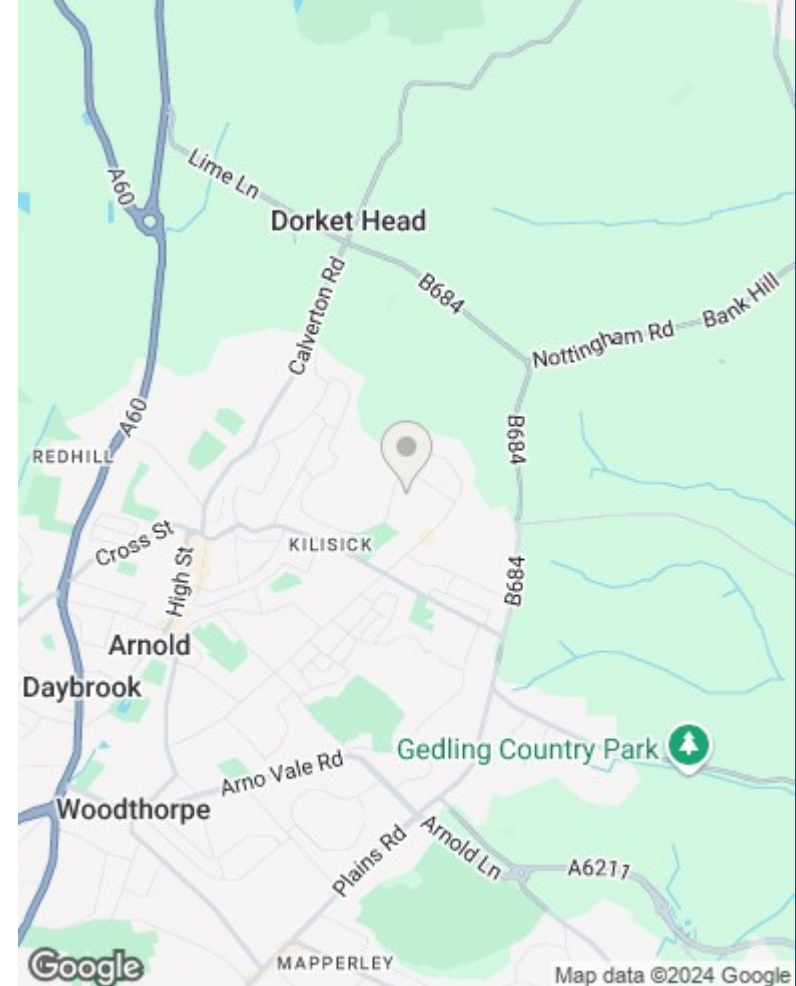 A60
Lime Ln
Dorket Head
Calverton Rd
B684
Nottingham Rd
Bank Hill
A60
REDHILL
B684
Cross St
KILISICK
High St
B684
Arnold
Daybrook
Gedling Country Park
Arno Vale Rd
Woodthorpe
Plains Rd
Arnold Ln
A6211
MAPPERLEY
Google
Map data ©2024 Google